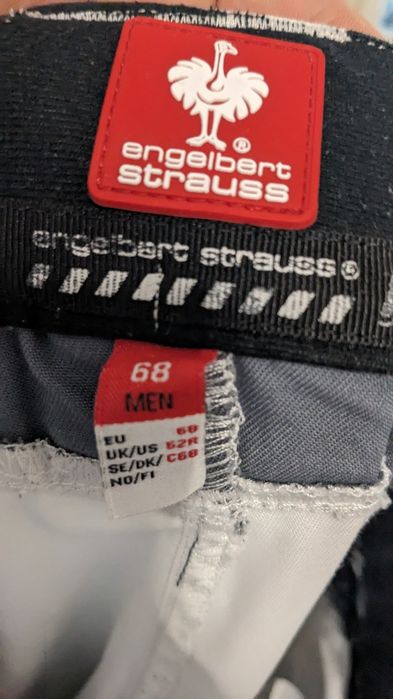 engelbert
strauss
engelbert strauss
68
MEN
EU 68
UK/US 52R
SE/DK/ C68
NO/FI